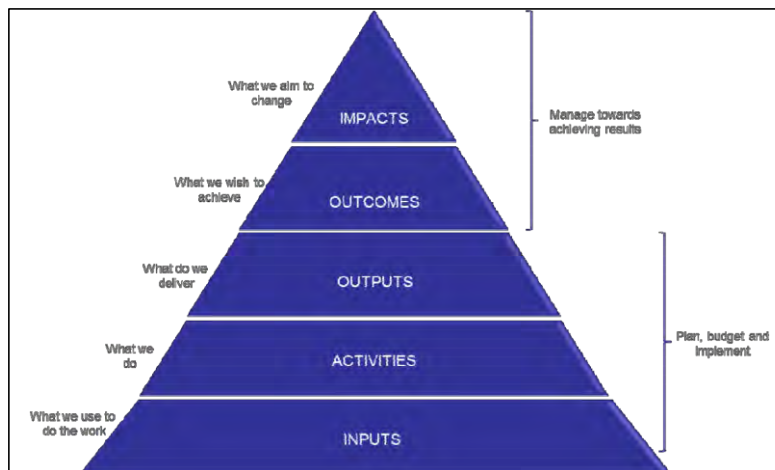 What we aim to
change
IMPACTS
Manage towards
achieving results
What we wish to
achieve
OUTCOMES
What do we
deliver
OUTPUTS
What we
do
ACTIVITIES
Plan, budget and
implement
What we use to
do the work
INPUTS